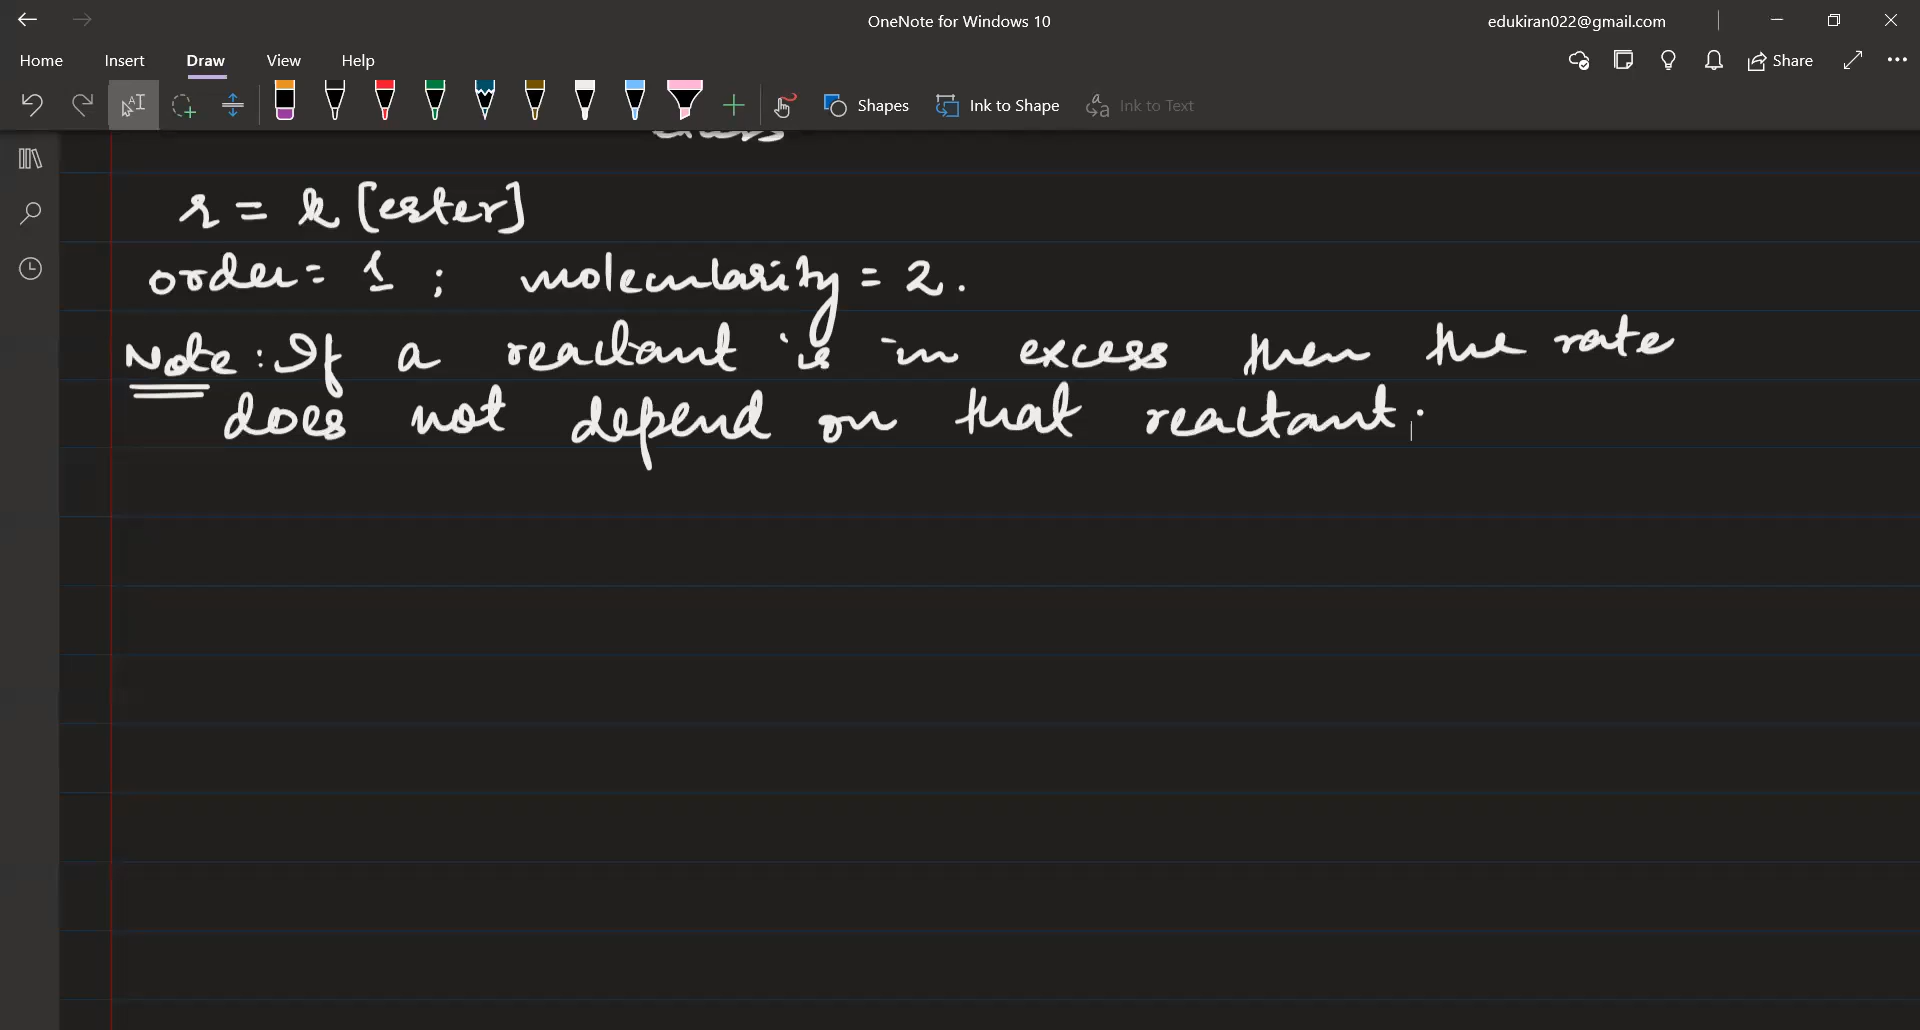 OneNote for Windows 10
edukiran022@gmail.com
Home Insert Draw View Help
Share
Shapes Ink to Shape Ink to Text
excess
r = k [ester]
order = 1 ; molecularity = 2.
Note : If a reactant is in excess then the rate
does not depend on that reactant.